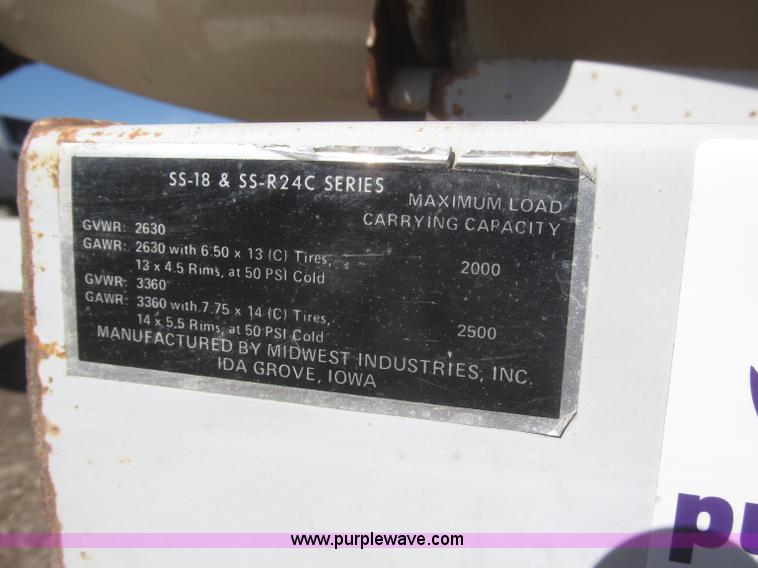 SS-18 & SS-R24C SERIES
MAXIMUM LOAD
CARRYING CAPACITY
GVWR: 2630
GAWR: 2630 with 6.50 x 13 (C) Tires,
13 x 4.5 Rims, at 50 PSI Cold 2000
GVWR: 3360
GAWR: 3360 with 7.75 x 14 (C) Tires,
14 x 5.5 Rims, at 50 PSI Cold 2500
MANUFACTURED BY MIDWEST INDUSTRIES, INC.
IDA GROVE, IOWA
pu
www.purplewave.com